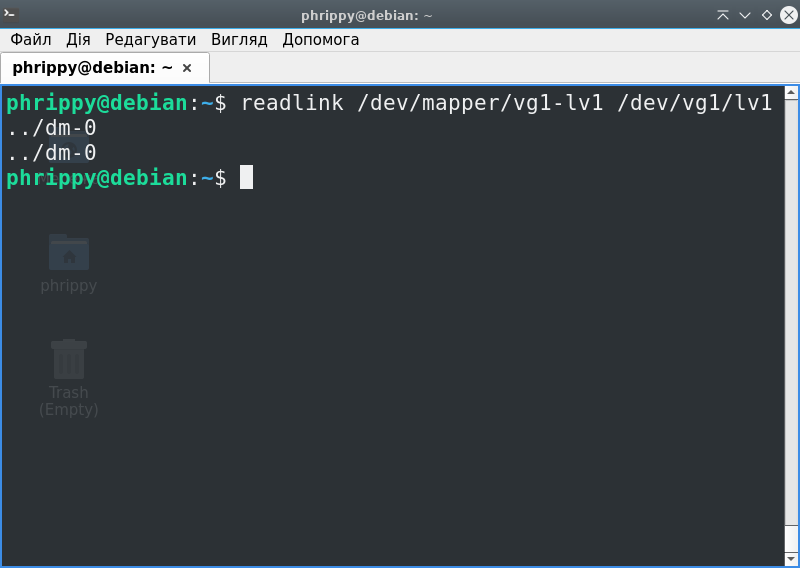 phrippy@debian: ~
Файл Дія Редагувати Вигляд Допомога
phrippy@debian: ~ ×
phrippy@debian:~$ readlink /dev/mapper/vg1-lv1 /dev/vg1/lv1
../dm-0
../dm-0
phrippy@debian:~$
phrippy
Trash
(Empty)